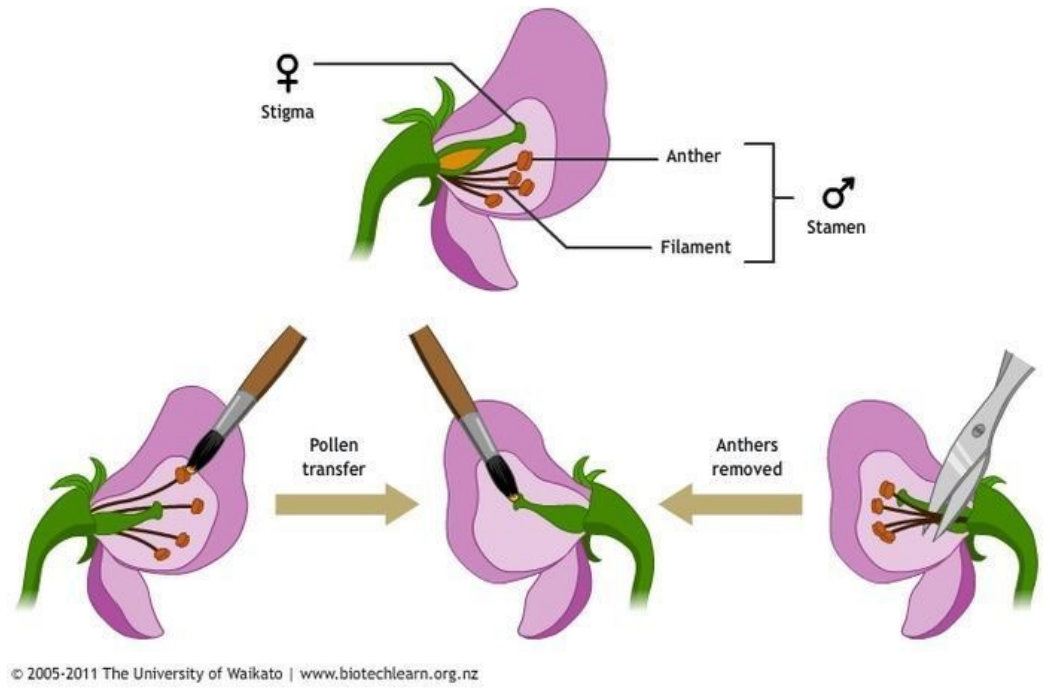 ♀
Stigma
Anther
♂
Stamen
Filament
Pollen
transfer
Anthers
removed
© 2005-2011 The University of Waikato | www.biotechlearn.org.nz